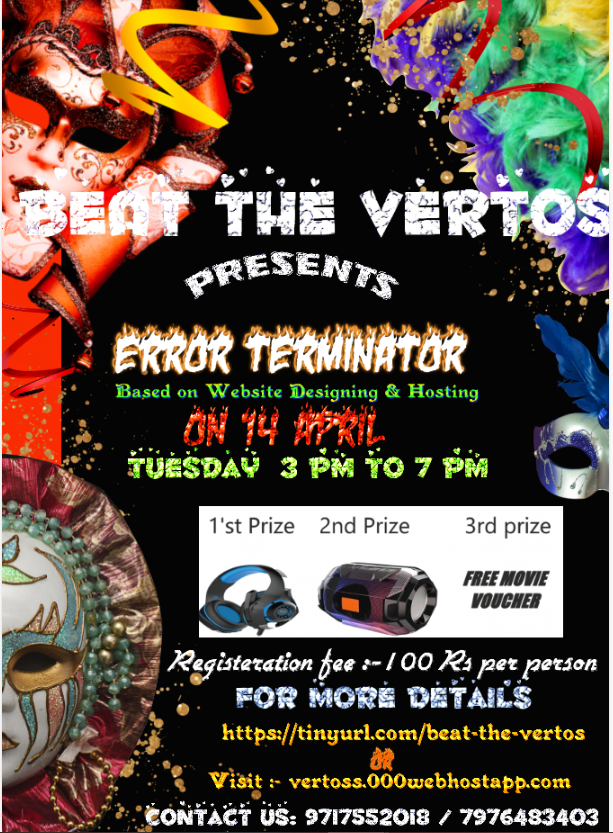 BEAT THE VERTOS
PRESENTS
ERROR TERMINATOR
Based on Website Designing & Hosting
ON 14 APRIL
TUESDAY 3 PM TO 7 PM
1'st Prize 2nd Prize 3rd prize
FREE MOVIE
VOUCHER
Registeration fee :-100 Rs per person
FOR MORE DETAILS
https://tinyurl.com/beat-the-vertos
OR
Visit :- vertoss.000webhostapp.com
CONTACT US: 9717552018 / 7976483403